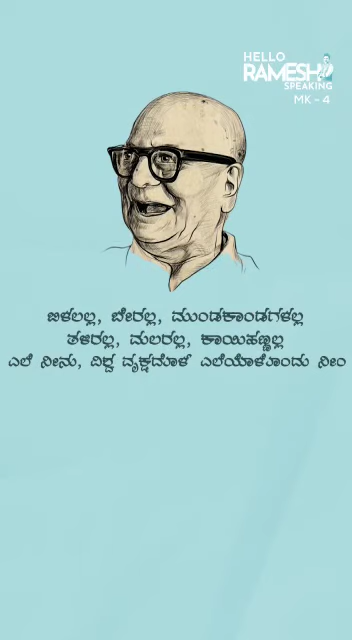 HELLO
RAMESH
SPEAKING
MK - 4
ಬಿಳಲಲ್ಲ, ಬೇರಲ್ಲ, ಮುಂಡಕಾಂಡಗಳಲ್ಲ
ತಳಿರಲ್ಲ, ಮಲರಲ್ಲ, ಕಾಯಿಹಣ್ಣಲ್ಲ
ಎಲೆ ನೀನು, ವಿಶ್ವ ವೃಕ್ಷದೊಳೆ ಎಲೆಯೊಳೊಂದು ನೀಂ